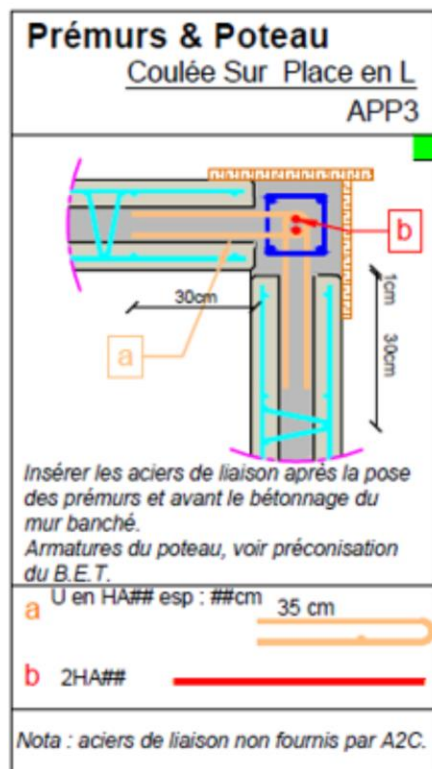 Prémurs & Poteau
Coulée Sur Place en L
APP3
b
30cm
a
1cm
30cm
Insérer les aciers de liaison après la pose
des prémurs et avant le bétonnage du
mur banché.
Armatures du poteau, voir préconisation
du B.E.T.
a U en HA## esp : ##cm 35 cm
b 2HA##
Nota : aciers de liaison non fournis par A2C.